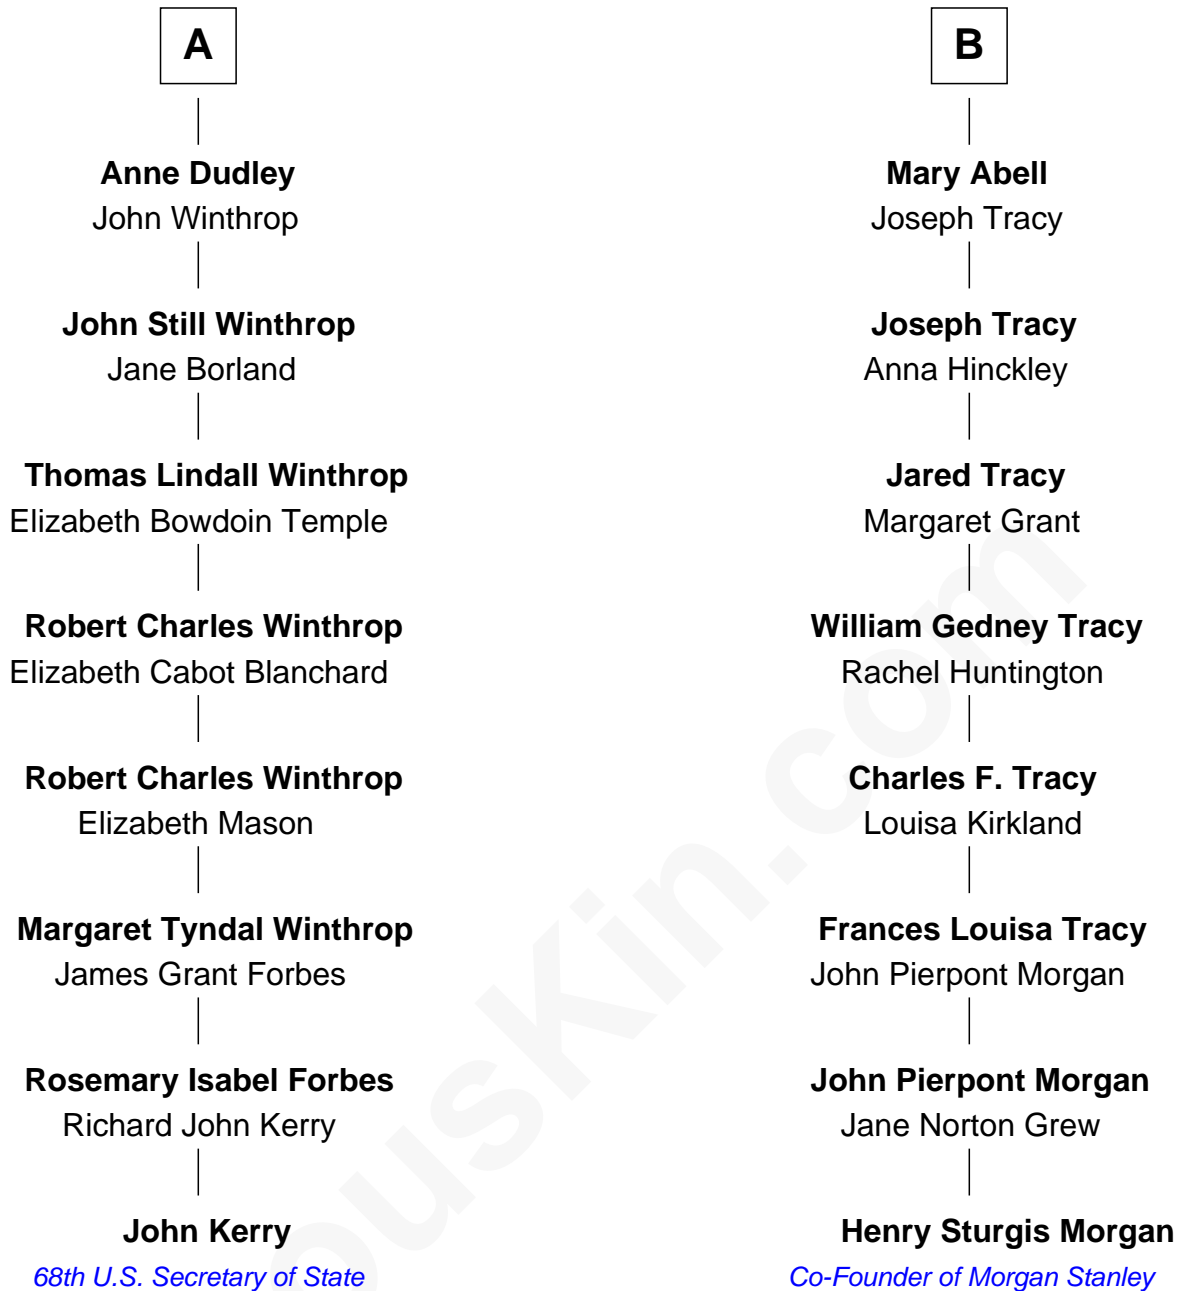 A
Anne Dudley
John Winthrop
John Still Winthrop
Jane Borland
Thomas Lindall Winthrop
Elizabeth Bowdoin Temple
Robert Charles Winthrop
Elizabeth Cabot Blanchard
Robert Charles Winthrop
Elizabeth Mason
Margaret Tyndal Winthrop
James Grant Forbes
Rosemary Isabel Forbes
Richard John Kerry
John Kerry
68th U.S. Secretary of State
B
Mary Abell
Joseph Tracy
Joseph Tracy
Anna Hinckley
Jared Tracy
Margaret Grant
William Gedney Tracy
Rachel Huntington
Charles F. Tracy
Louisa Kirkland
Frances Louisa Tracy
John Pierpont Morgan
John Pierpont Morgan
Jane Norton Grew
Henry Sturgis Morgan
Co-Founder of Morgan Stanley
ousKin.com